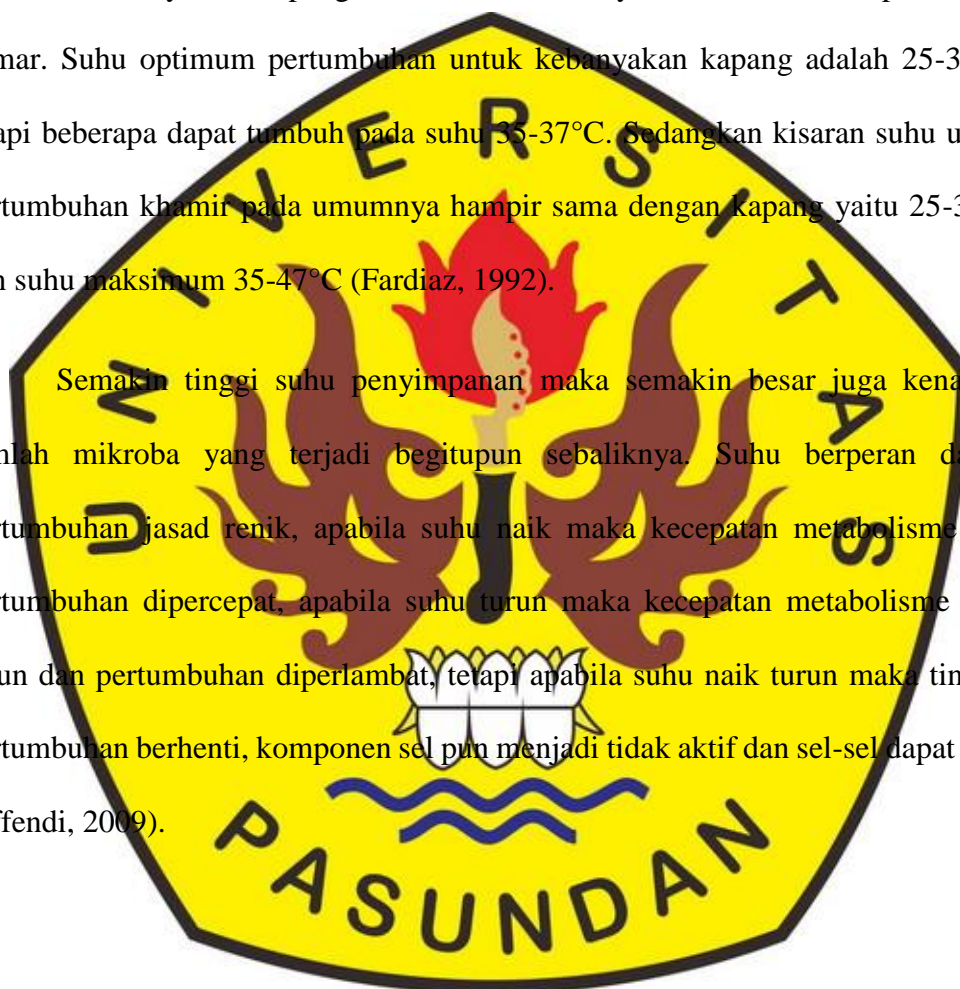 mar. Suhu optimum pertumbuhan untuk kebanyakan kapang adalah 25-3
api beberapa dapat tumbuh pada suhu 35-37°C. Sedangkan kisaran suhu u
rtumbuhan khamir pada umumnya hampir sama dengan kapang yaitu 25-3
n suhu maksimum 35-47°C (Fardiaz, 1992).
Semakin tinggi suhu penyimpanan maka semakin besar juga kena
nlah mikroba yang terjadi begitupun sebaliknya. Suhu berperan da
rtumbuhan jasad renik, apabila suhu naik maka kecepatan metabolisme
rtumbuhan dipercepat, apabila suhu turun maka kecepatan metabolisme
un dan pertumbuhan diperlambat, tetapi apabila suhu naik turun maka tin
rtumbuhan berhenti, komponen sel pun menjadi tidak aktif dan sel-sel dapat
ffendi, 2009).
UNIVERSITAS
PASUNDAN